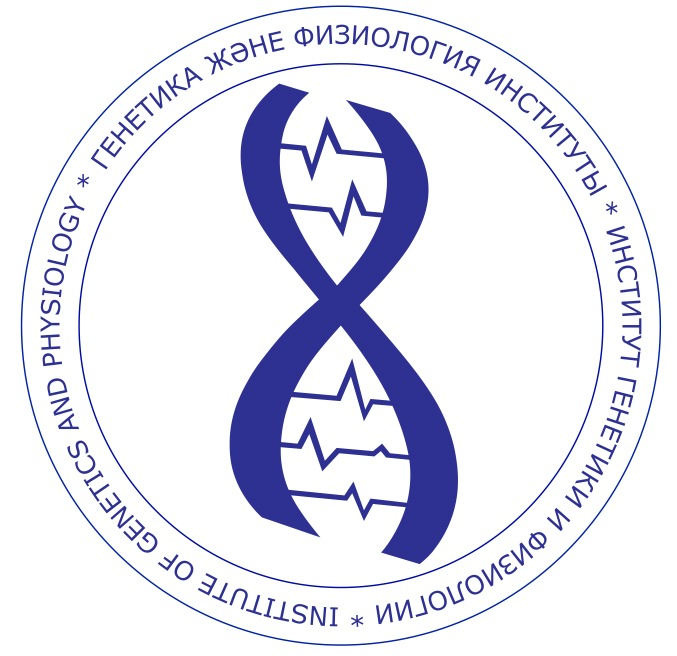 ГЕНЕТИКА ЖӘНЕ ФИЗИОЛОГИЯ ИНСТИТУТЫ *
ИНСТИТУТ ГЕНЕТИКИ И ФИЗИОЛОГИИ *
INSTITUTE OF GENETICS AND PHYSIOLOGY *